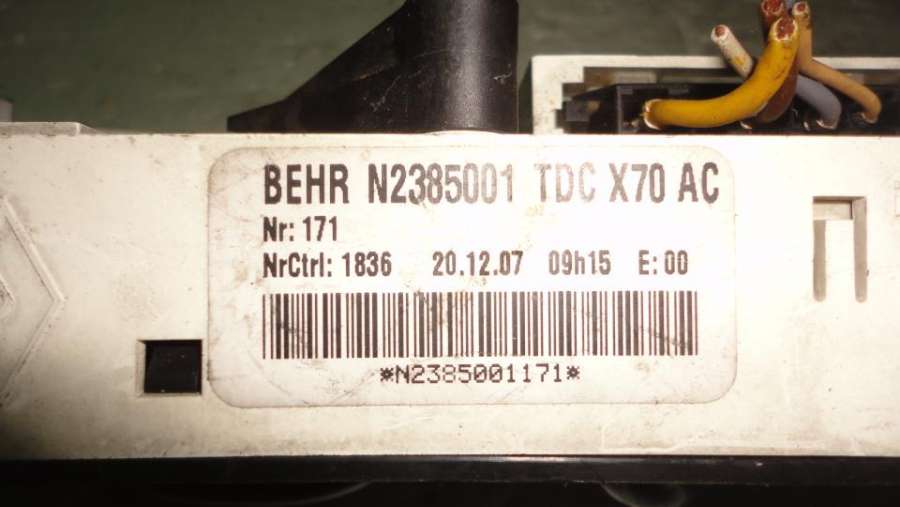 BEHR N2385001 TDC X70 AC
Nr: 171
NrCtrl: 1836 20.12.07 09h15 E: 00
*N2385001171*